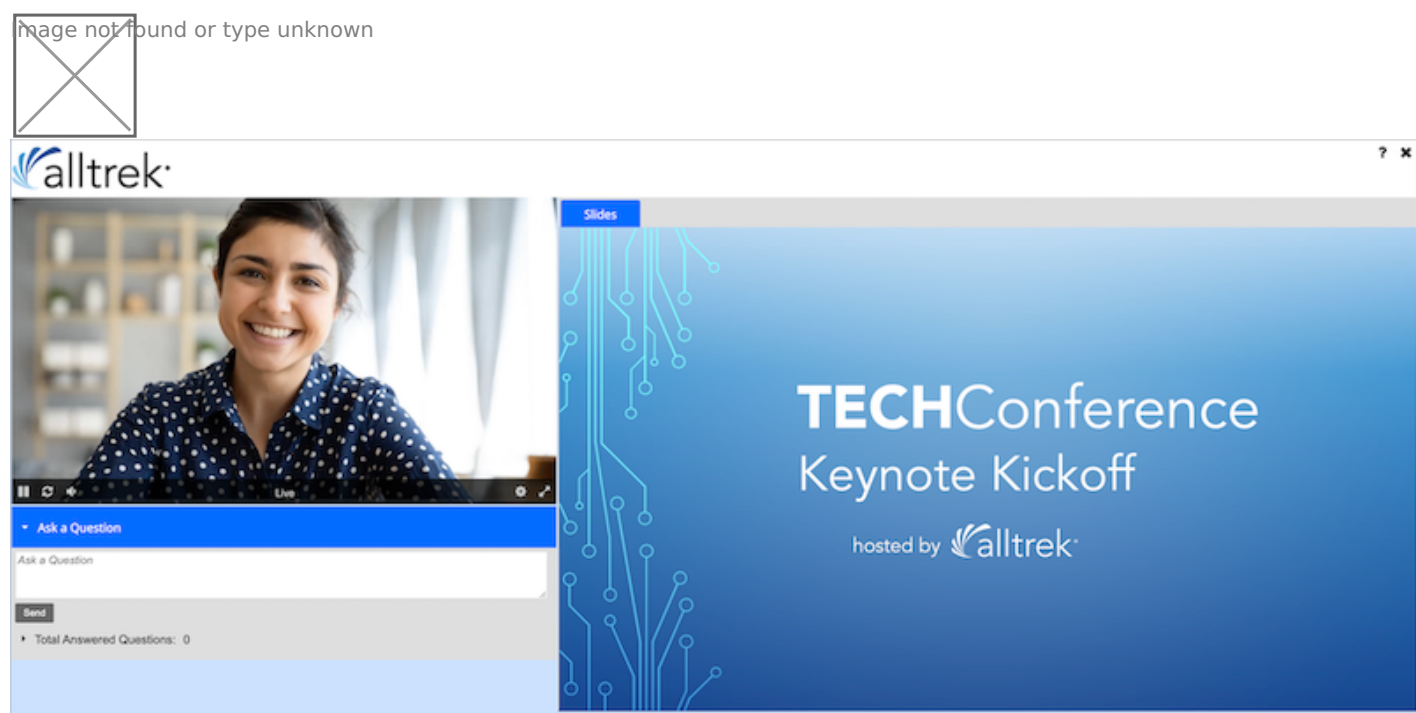 Image not found or type unknown
alltrek
? ✖
Slides
TECHConference
Keynote Kickoff
hosted by alltrek
Live
Ask a Question
Ask a Question
Send
Total Answered Questions: 0